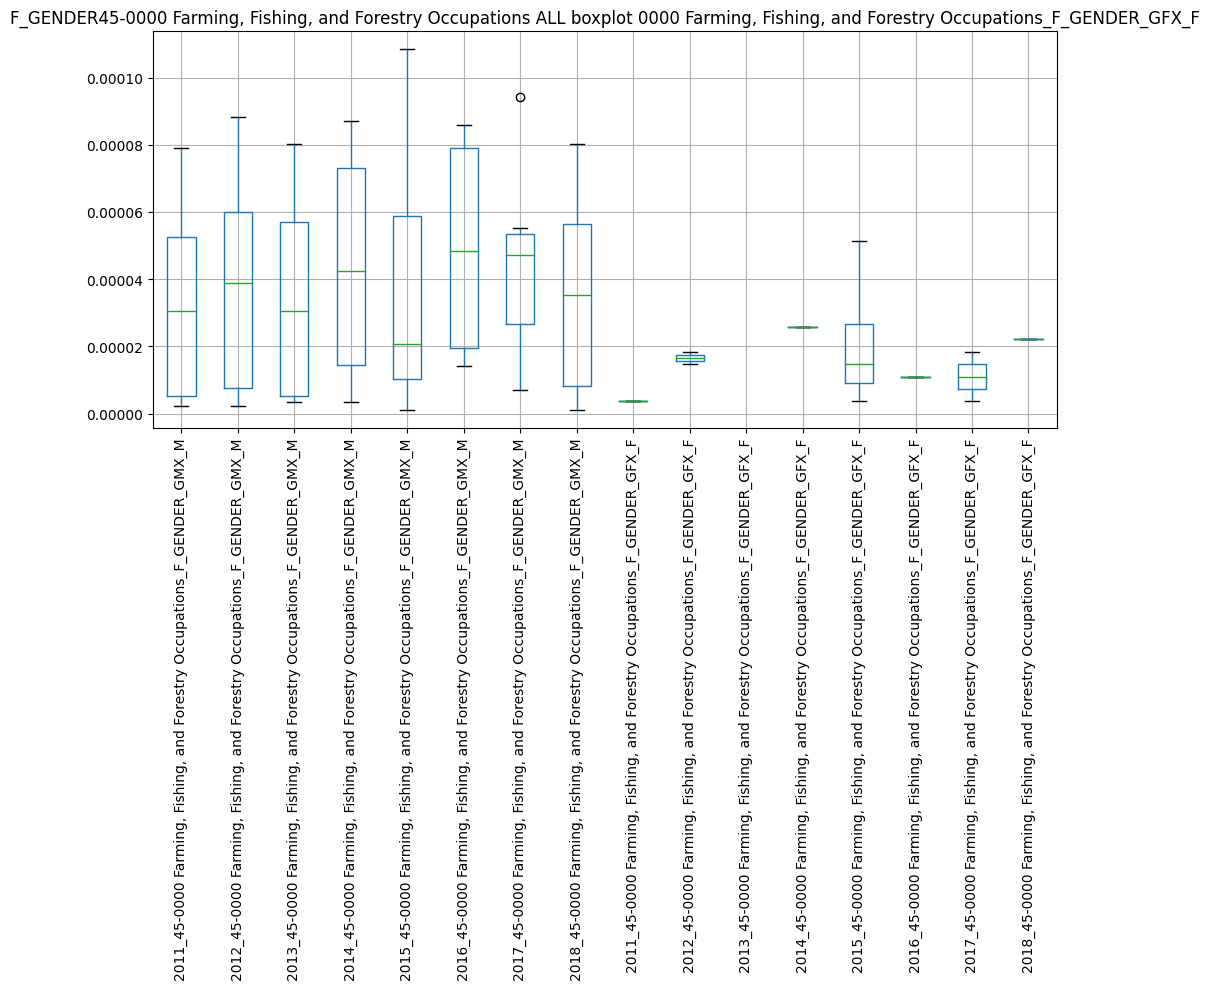 F_GENDER45-0000 Farming, Fishing, and Forestry Occupations ALL boxplot 0000 Farming, Fishing, and Forestry Occupations_F_GENDER_GFX_F
0.00010
0.00008
0.00006
0.00004
0.00002
0.00000
2011_45-0000 Farming, Fishing, and Forestry Occupations_F_GENDER_GMX_M
2012_45-0000 Farming, Fishing, and Forestry Occupations_F_GENDER_GMX_M
2013_45-0000 Farming, Fishing, and Forestry Occupations_F_GENDER_GMX_M
2014_45-0000 Farming, Fishing, and Forestry Occupations_F_GENDER_GMX_M
2015_45-0000 Farming, Fishing, and Forestry Occupations_F_GENDER_GMX_M
2016_45-0000 Farming, Fishing, and Forestry Occupations_F_GENDER_GMX_M
2017_45-0000 Farming, Fishing, and Forestry Occupations_F_GENDER_GMX_M
2018_45-0000 Farming, Fishing, and Forestry Occupations_F_GENDER_GMX_M
2011_45-0000 Farming, Fishing, and Forestry Occupations_F_GENDER_GFX_F
2012_45-0000 Farming, Fishing, and Forestry Occupations_F_GENDER_GFX_F
2013_45-0000 Farming, Fishing, and Forestry Occupations_F_GENDER_GFX_F
2014_45-0000 Farming, Fishing, and Forestry Occupations_F_GENDER_GFX_F
2015_45-0000 Farming, Fishing, and Forestry Occupations_F_GENDER_GFX_F
2016_45-0000 Farming, Fishing, and Forestry Occupations_F_GENDER_GFX_F
2017_45-0000 Farming, Fishing, and Forestry Occupations_F_GENDER_GFX_F
2018_45-0000 Farming, Fishing, and Forestry Occupations_F_GENDER_GFX_F